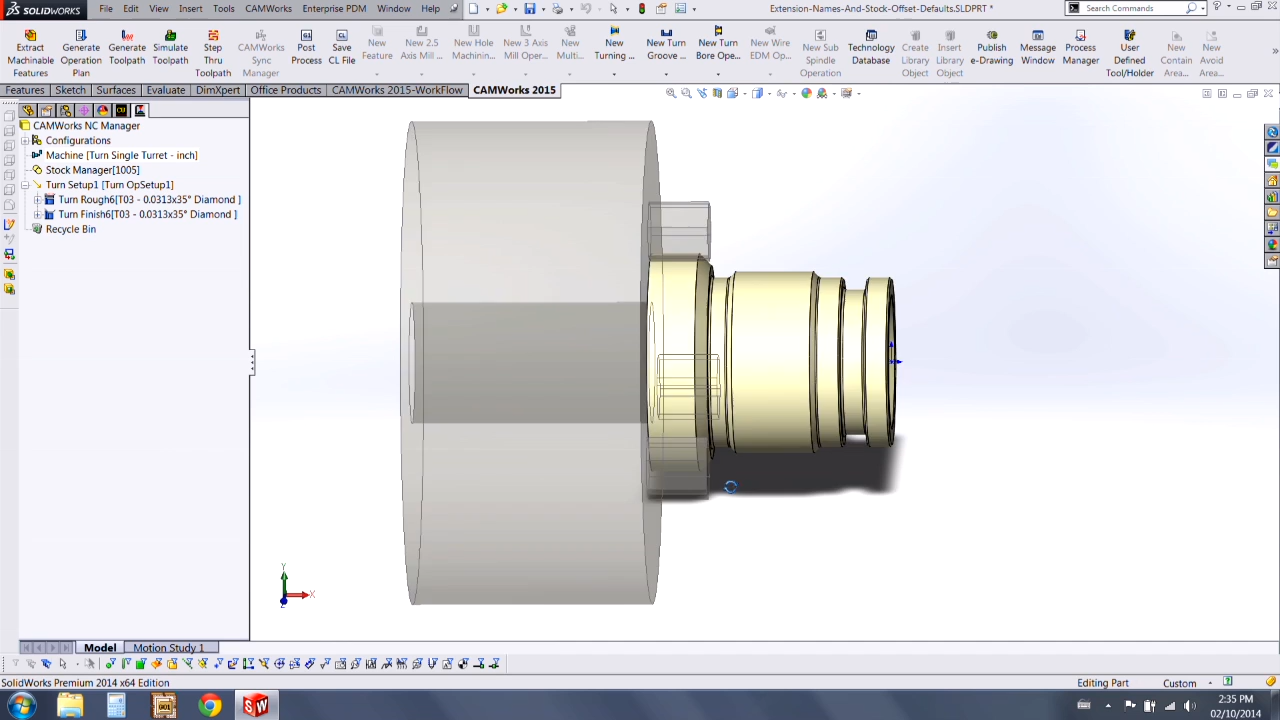 SOLIDWORKS File Edit View Insert Tools CAMWorks Enterprise PDM Window Help Extension-Names-And-Stock-Offset-Defaults.SLDPRT * Search Commands
Extract Machinable Features
Generate Operation Plan
Generate Toolpath
Simulate Toolpath
Step Thru Toolpath
CAMWorks Sync Manager
Post Process
Save CL File
New Feature
New 2.5 Axis Mill ...
New Hole Machinin...
New 3 Axis Mill Oper...
New Multi...
New Turning ...
New Turn Groove ...
New Turn Bore Ope...
New Wire EDM Op...
New Sub Spindle Operation
Technology Database
Create Library Object
Insert Library Object
Publish e-Drawing
Message Window
Process Manager
User Defined Tool/Holder
New Contain Area...
New Avoid Area...
Features Sketch Surfaces Evaluate DimXpert Office Products CAMWorks 2015-WorkFlow CAMWorks 2015
CAMWorks NC Manager
Configurations
Machine [Turn Single Turret - inch]
Stock Manager[1005]
Turn Setup1 [Turn OpSetup1]
Turn Rough6[T03 - 0.0313x35° Diamond ]
Turn Finish6[T03 - 0.0313x35° Diamond ]
Recycle Bin
Y
X
Z
Model Motion Study 1
SolidWorks Premium 2014 x64 Edition Editing Part Custom
2:35 PM
02/10/2014